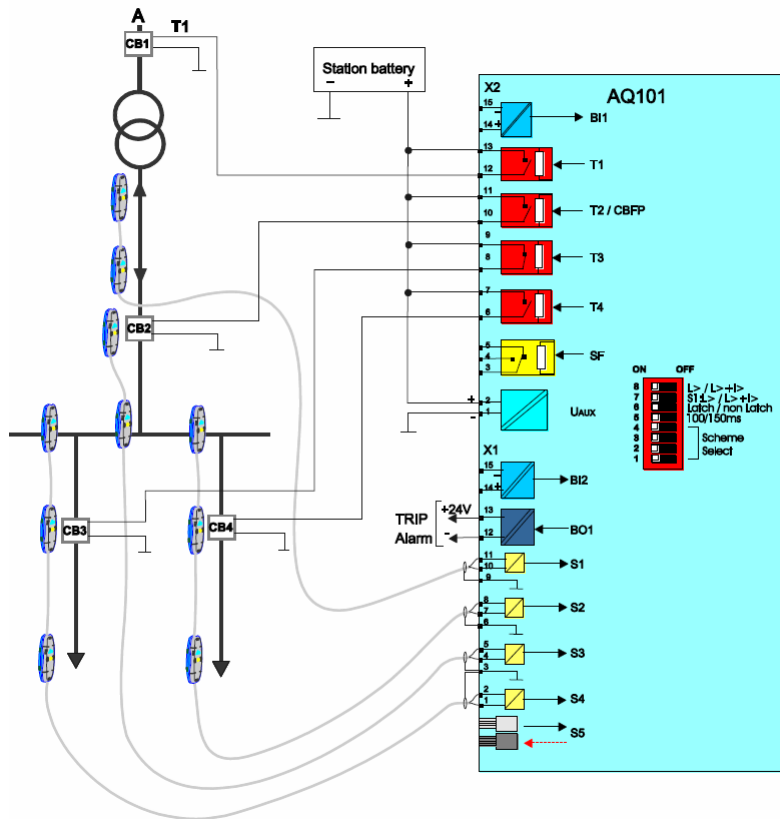 A
T1
CB1
Station battery
- +
X2
AQ101
15
-
14 +
BI1
13
12
T1
11
10
T2 / CBFP
9
8
T3
7
6
T4
5
4
3
SF
CB2
2
1
+
-
UAUX
ON OFF
8 L> / L>+I>
7 S1:L> / L>+I>
6 Latch / non Latch
5 100/150ms
4
3 Scheme
2 Select
1
X1
15
-
14 +
BI2
CB3
CB4
TRIP
Alarm
+24V
-
13
12
BO1
11
10
9
S1
8
7
6
S2
5
4
3
S3
2
1
S4
S5